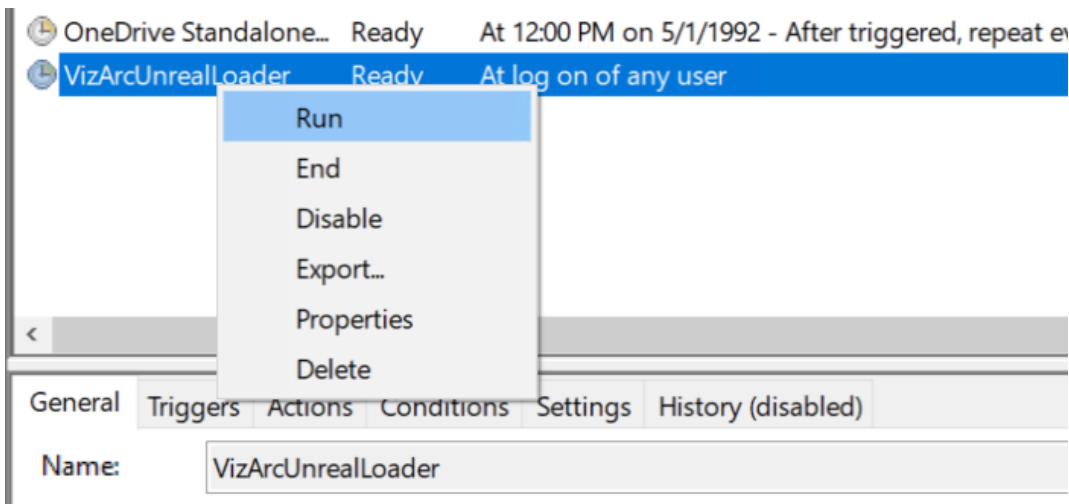 OneDrive Standalone... Ready At 12:00 PM on 5/1/1992 - After triggered, repeat ev
VizArcUnrealLoader Ready At log on of any user
Run
End
Disable
Export...
Properties
Delete
General Triggers Actions Conditions Settings History (disabled)
Name: VizArcUnrealLoader